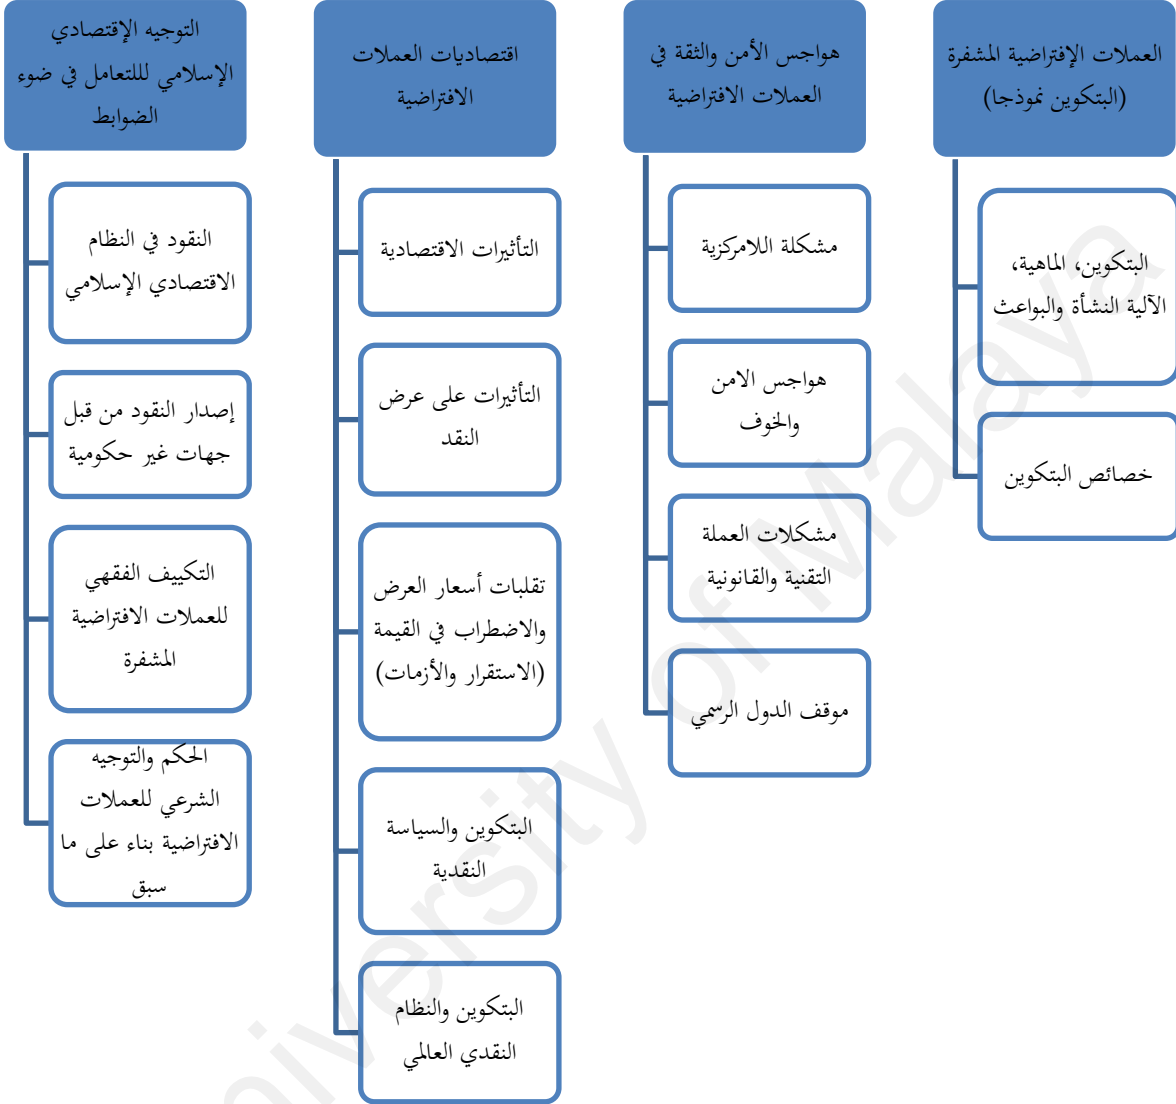 العملات الإفتراضية المشفرة
(البتكوين نموذجا)
البتكوين، الماهية،
الآلية النشأة والبواعث
خصائص البتكوين
هواجس الأمن والثقة في
العملات الافتراضية
مشكلة اللامركزية
هواجس الامن
والخوف
مشكلات العملة
التقنية والقانونية
موقف الدول الرسمي
اقتصاديات العملات
الافتراضية
التأثيرات الاقتصادية
التأثيرات على عرض
النقد
تقلبات أسعار العرض
والاضطراب في القيمة
(الاستقرار والأزمات)
البتكوين والسياسة
النقدية
البتكوين والنظام
النقدي العالمي
التوجيه الإقتصادي
الإسلامي لللتعامل في ضوء
الضوابط
النقود في النظام
الاقتصادي الإسلامي
إصدار النقود من قبل
جهات غير حكومية
التكييف الفقهي
للعملات الافتراضية
المشفرة
الحكم والتوجيه
الشرعي للعملات
الافتراضية بناء على ما
سبق
University of Malaya